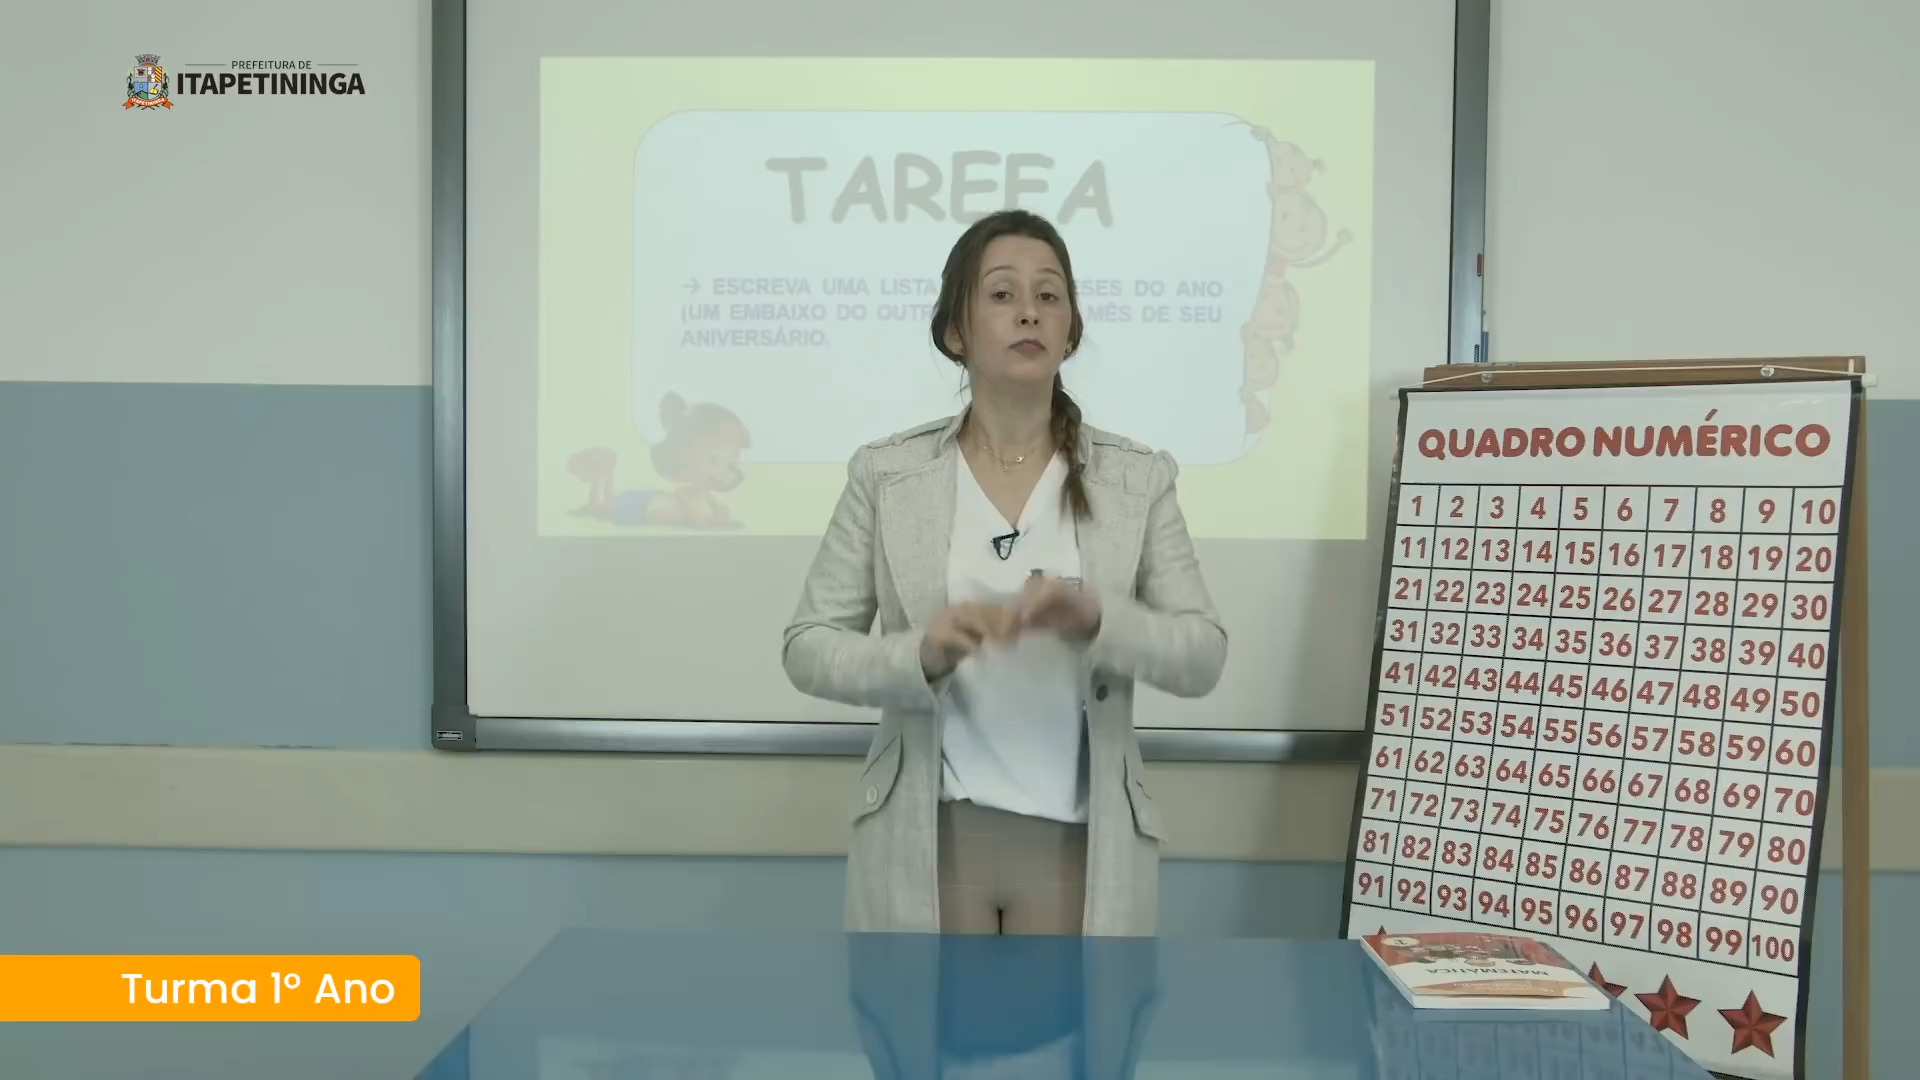 PREFEITURA DE
ITAPETININGA
TAREFA
→ ESCREVA UMA LISTA ESES DO ANO
(UM EMBAIXO DO OUTR MÊS DE SEU
ANIVERSÁRIO.
QUADRO NUMÉRICO
1 2 3 4 5 6 7 8 9 10
11 12 13 14 15 16 17 18 19 20
21 22 23 24 25 26 27 28 29 30
31 32 33 34 35 36 37 38 39 40
41 42 43 44 45 46 47 48 49 50
51 52 53 54 55 56 57 58 59 60
61 62 63 64 65 66 67 68 69 70
71 72 73 74 75 76 77 78 79 80
81 82 83 84 85 86 87 88 89 90
91 92 93 94 95 96 97 98 99 100
MATEMÁTICA
Turma 1º Ano